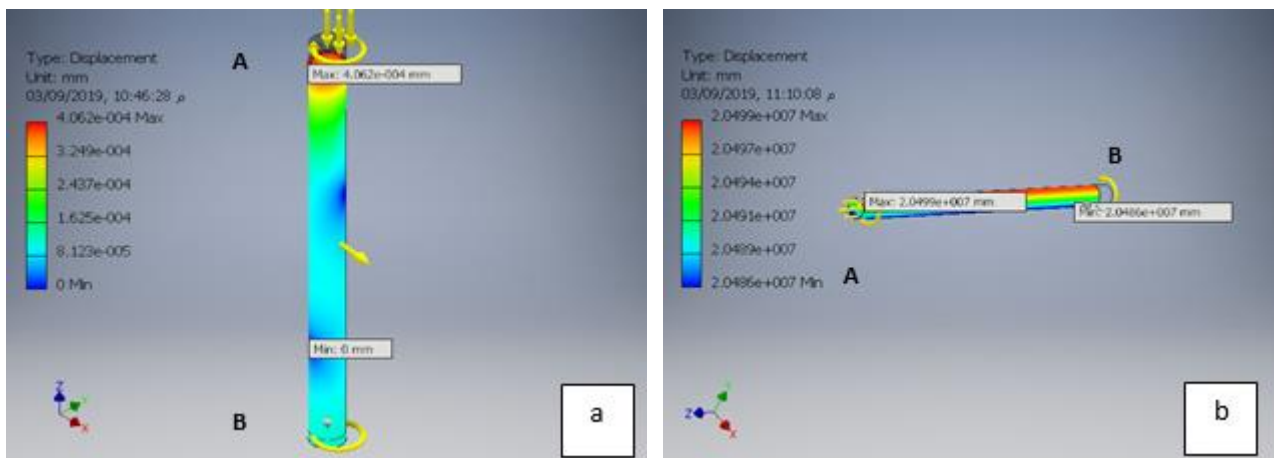 Type: Displacement
Unit: mm
03/09/2019, 10:46:28 م
4.062e-004 Max
3.249e-004
2.437e-004
1.625e-004
8.123e-005
0 Min
A
Max: 4.062e-004 mm
Min: 0 mm
B
Z
Y
X
a
Type: Displacement
Unit: mm
03/09/2019, 11:10:08 م
2.0499e+007 Max
2.0497e+007
2.0494e+007
2.0491e+007
2.0489e+007
2.0486e+007 Min
B
Max: 2.0499e+007 mm
Min: 2.0486e+007 mm
A
Y
Z
X
b